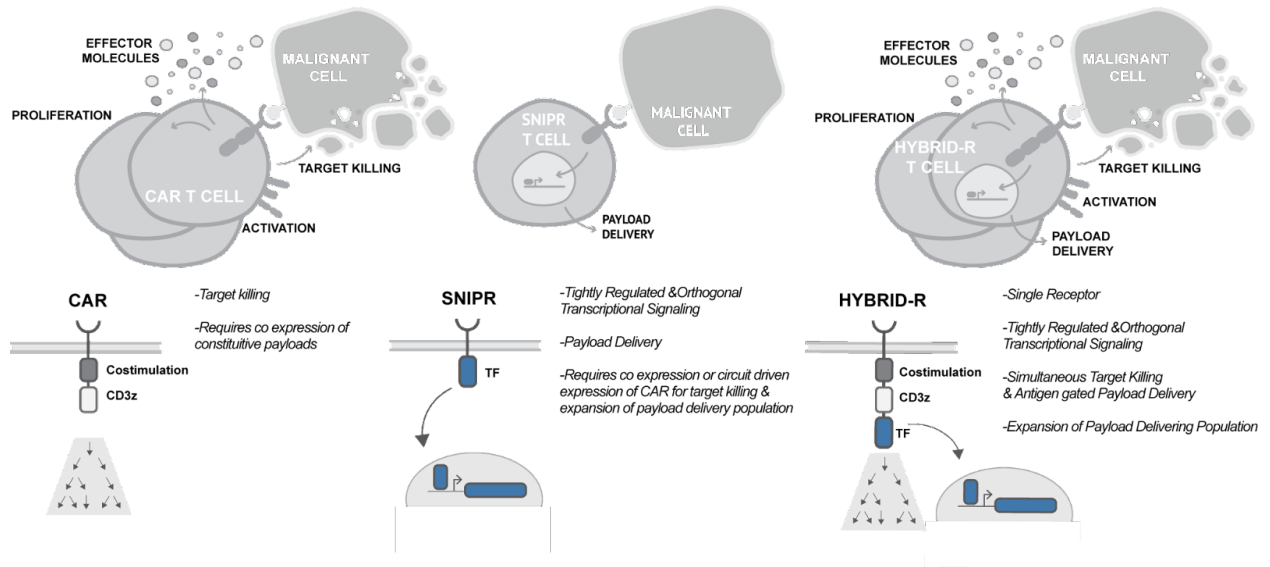 EFFECTOR
MOLECULES
MALIGNANT
CELL
PROLIFERATION
TARGET KILLING
CAR T CELL
ACTIVATION
SNIPR
T CELL
MALIGNANT
CELL
PAYLOAD
DELIVERY
EFFECTOR
MOLECULES
MALIGNANT
CELL
PROLIFERATION
HYBRID-R
T CELL
TARGET KILLING
ACTIVATION
PAYLOAD
DELIVERY
CAR
-Target killing
-Requires co expression of
constituitive payloads
Costimulation
CD3z
SNIPR
-Tightly Regulated &Orthogonal
Transcriptional Signaling
-Payload Delivery
-Requires co expression or circuit driven
expression of CAR for target killing &
expansion of payload delivery population
TF
HYBRID-R
-Single Receptor
-Tightly Regulated &Orthogonal
Transcriptional Signaling
-Simultaneous Target Killing
& Antigen gated Payload Delivery
-Expansion of Payload Delivering Population
Costimulation
CD3z
TF